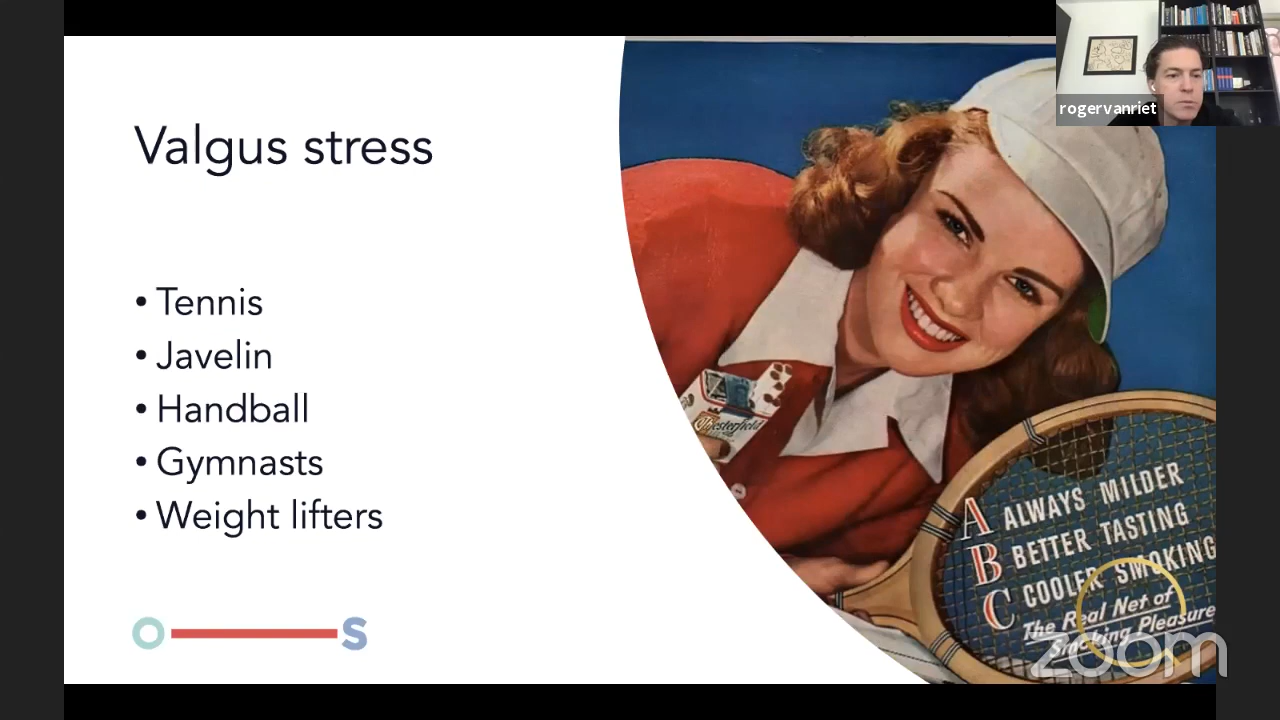 rogervanriet
Valgus stress
• Tennis
• Javelin
• Handball
• Gymnasts
• Weight lifters
O S
Chesterfield
A ALWAYS MILDER
B BETTER TASTING
C COOLER SMOKING
The Real Net of
Smoking Pleasure
zoom